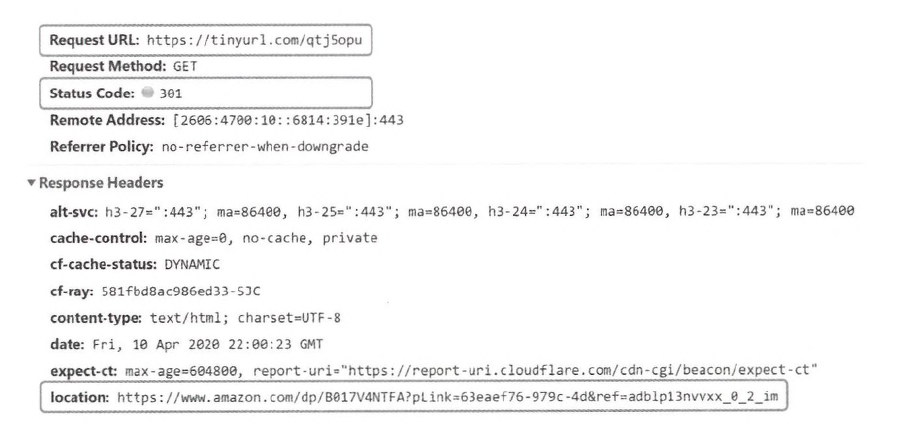 Request URL: https://tinyurl.com/qtj5opu
Request Method: GET
Status Code: 301
Remote Address: [2606:4700:10::6814:391e]:443
Referrer Policy: no-referrer-when-downgrade
▼ Response Headers
alt-svc: h3-27=":443"; ma=86400, h3-25=":443"; ma=86400, h3-24=":443"; ma=86400, h3-23=":443"; ma=86400
cache-control: max-age=0, no-cache, private
cf-cache-status: DYNAMIC
cf-ray: 581fbd8ac986ed33-SJC
content-type: text/html; charset=UTF-8
date: Fri, 10 Apr 2020 22:00:23 GMT
expect-ct: max-age=604800, report-uri="https://report-uri.cloudflare.com/cdn-cgi/beacon/expect-ct"
location: https://www.amazon.com/dp/B017V4NTFA?pLink=63eaef76-979c-4d&ref=adblp13nvvxx_0_2_im